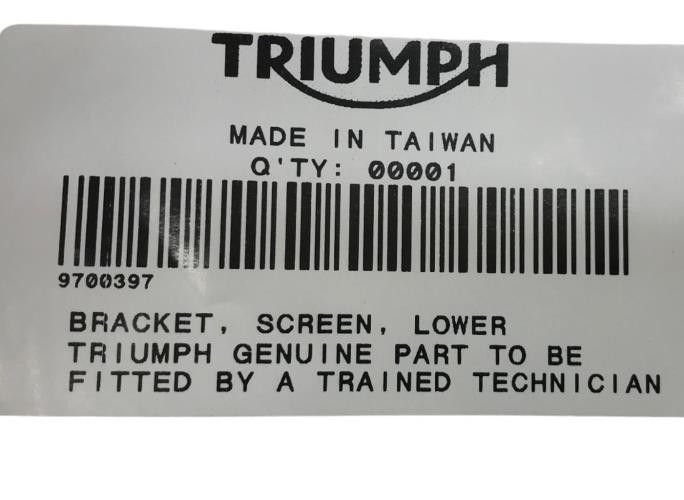 TRIUMPH
MADE IN TAIWAN
Q'TY: 00001
9700397
BRACKET, SCREEN, LOWER
TRIUMPH GENUINE PART TO BE
FITTED BY A TRAINED TECHNICIAN